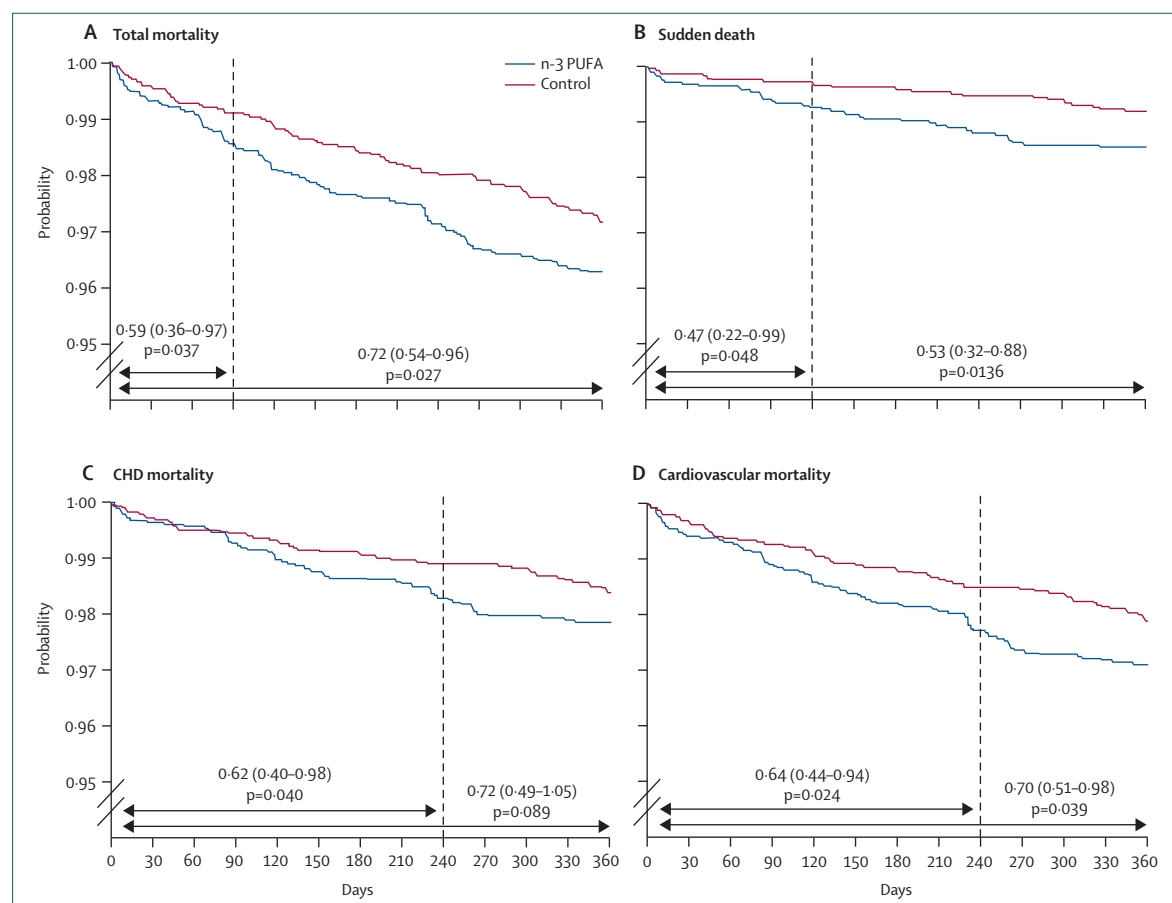 A Total mortality
B Sudden death
n-3 PUFA
Control
1·00
0·99
0·98
0·97
0·96
0·95
Probability
0·59 (0·36–0·97)
p=0·037
0·72 (0·54–0·96)
p=0·027
0·47 (0·22–0·99)
p=0·048
0·53 (0·32–0·88)
p=0·0136
C CHD mortality
D Cardiovascular mortality
1·00
0·99
0·98
0·97
0·96
0·95
Probability
0·62 (0·40–0·98)
p=0·040
0·72 (0·49–1·05)
p=0·089
0·64 (0·44–0·94)
p=0·024
0·70 (0·51–0·98)
p=0·039
0 30 60 90 120 150 180 210 240 270 300 330 360
Days
0 30 60 90 120 150 180 210 240 270 300 330 360
Days